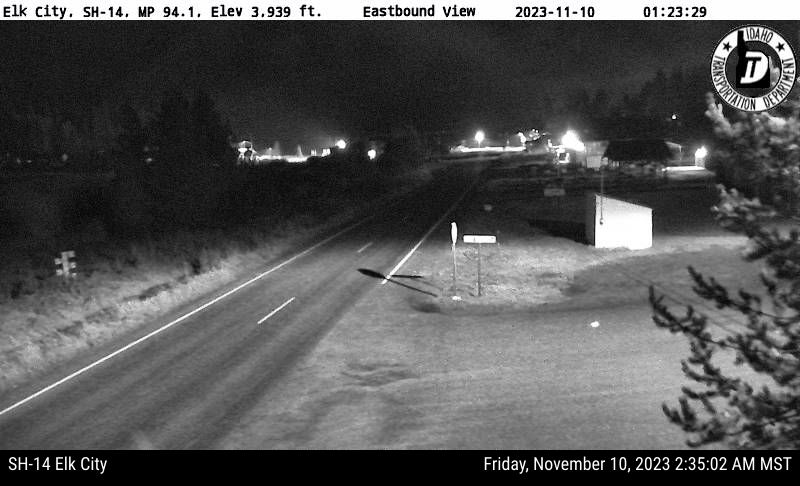 Elk City, SH-14, MP 94.1, Elev 3,939 ft. Eastbound View 2023-11-10 01:23:29
IDAHO
TRANSPORTATION DEPARTMENT
SH-14 Elk City Friday, November 10, 2023 2:35:02 AM MST